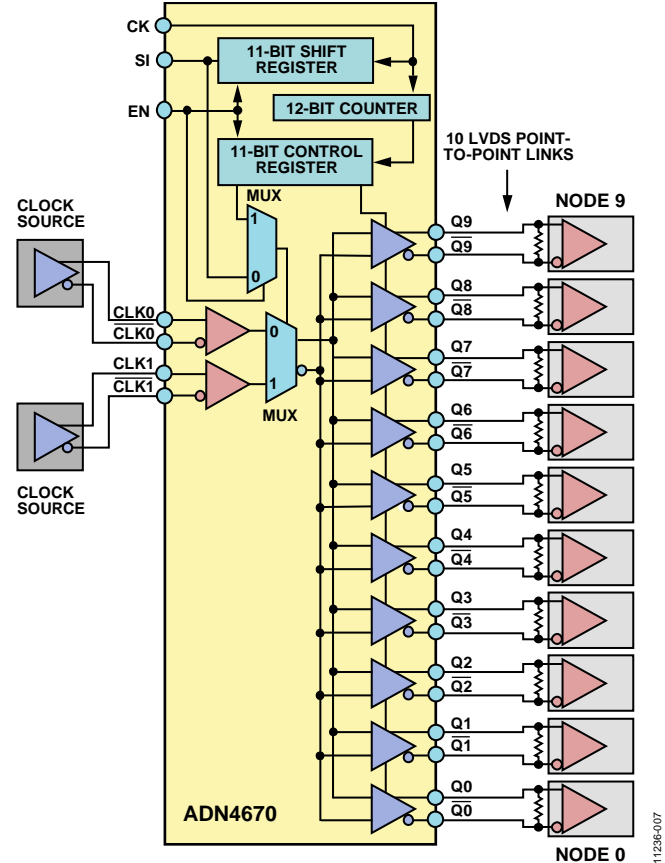 CK
SI
EN
11-BIT SHIFT
REGISTER
12-BIT COUNTER
11-BIT CONTROL
REGISTER
10 LVDS POINT-
TO-POINT LINKS
MUX
1
0
CLOCK
SOURCE
CLK0
CLK0
CLK1
CLK1
0
1
MUX
CLOCK
SOURCE
NODE 9
Q9
Q9
Q8
Q8
Q7
Q7
Q6
Q6
Q5
Q5
Q4
Q4
Q3
Q3
Q2
Q2
Q1
Q1
Q0
Q0
ADN4670
NODE 0
11236-007